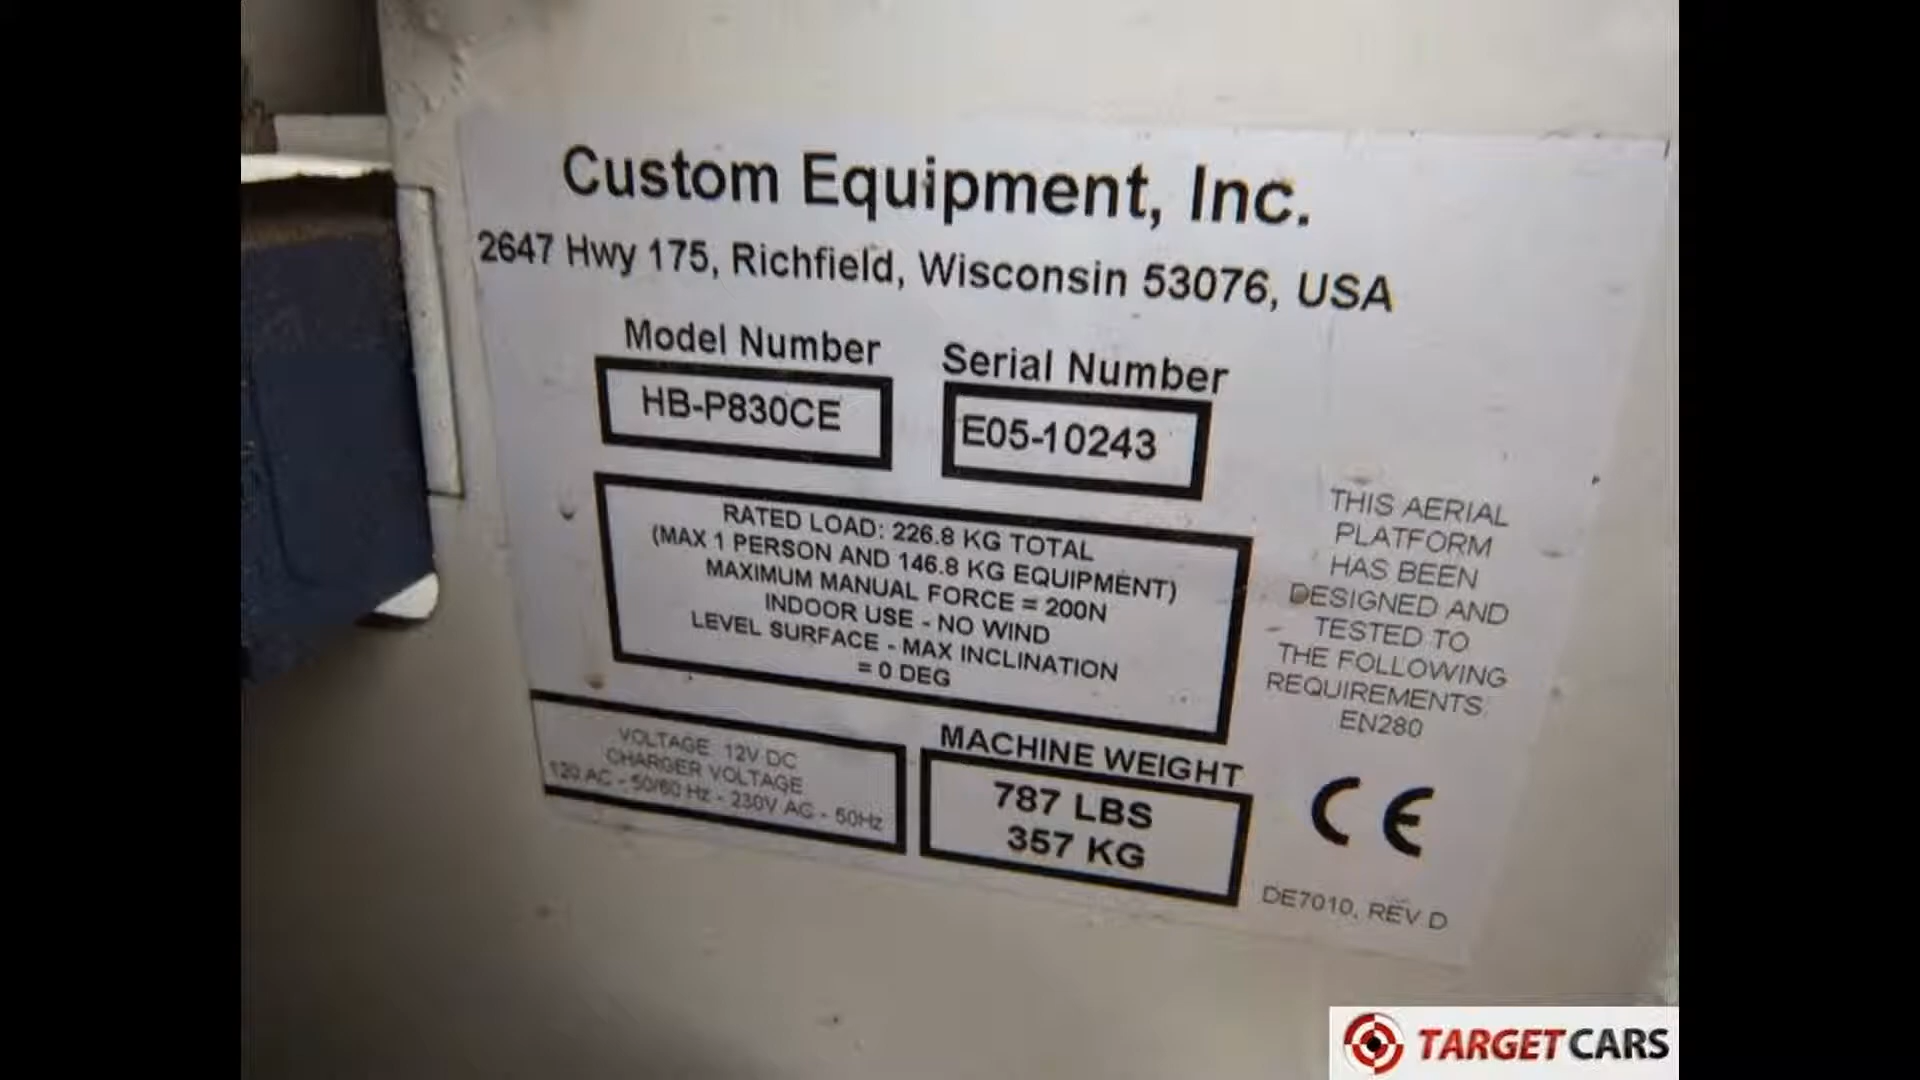 Custom Equipment, Inc.
2647 Hwy 175, Richfield, Wisconsin 53076, USA
Model Number
HB-P830CE
Serial Number
E05-10243
RATED LOAD: 226.8 KG TOTAL
(MAX 1 PERSON AND 146.8 KG EQUIPMENT)
MAXIMUM MANUAL FORCE = 200N
INDOOR USE - NO WIND
LEVEL SURFACE - MAX INCLINATION
= 0 DEG
THIS AERIAL
PLATFORM
HAS BEEN
DESIGNED AND
TESTED TO
THE FOLLOWING
REQUIREMENTS
EN280
VOLTAGE 12V DC
CHARGER VOLTAGE
120 AC - 50/60 Hz - 230V AC - 50Hz
MACHINE WEIGHT
787 LBS
357 KG
CE
DE7010, REV D
TARGETCARS